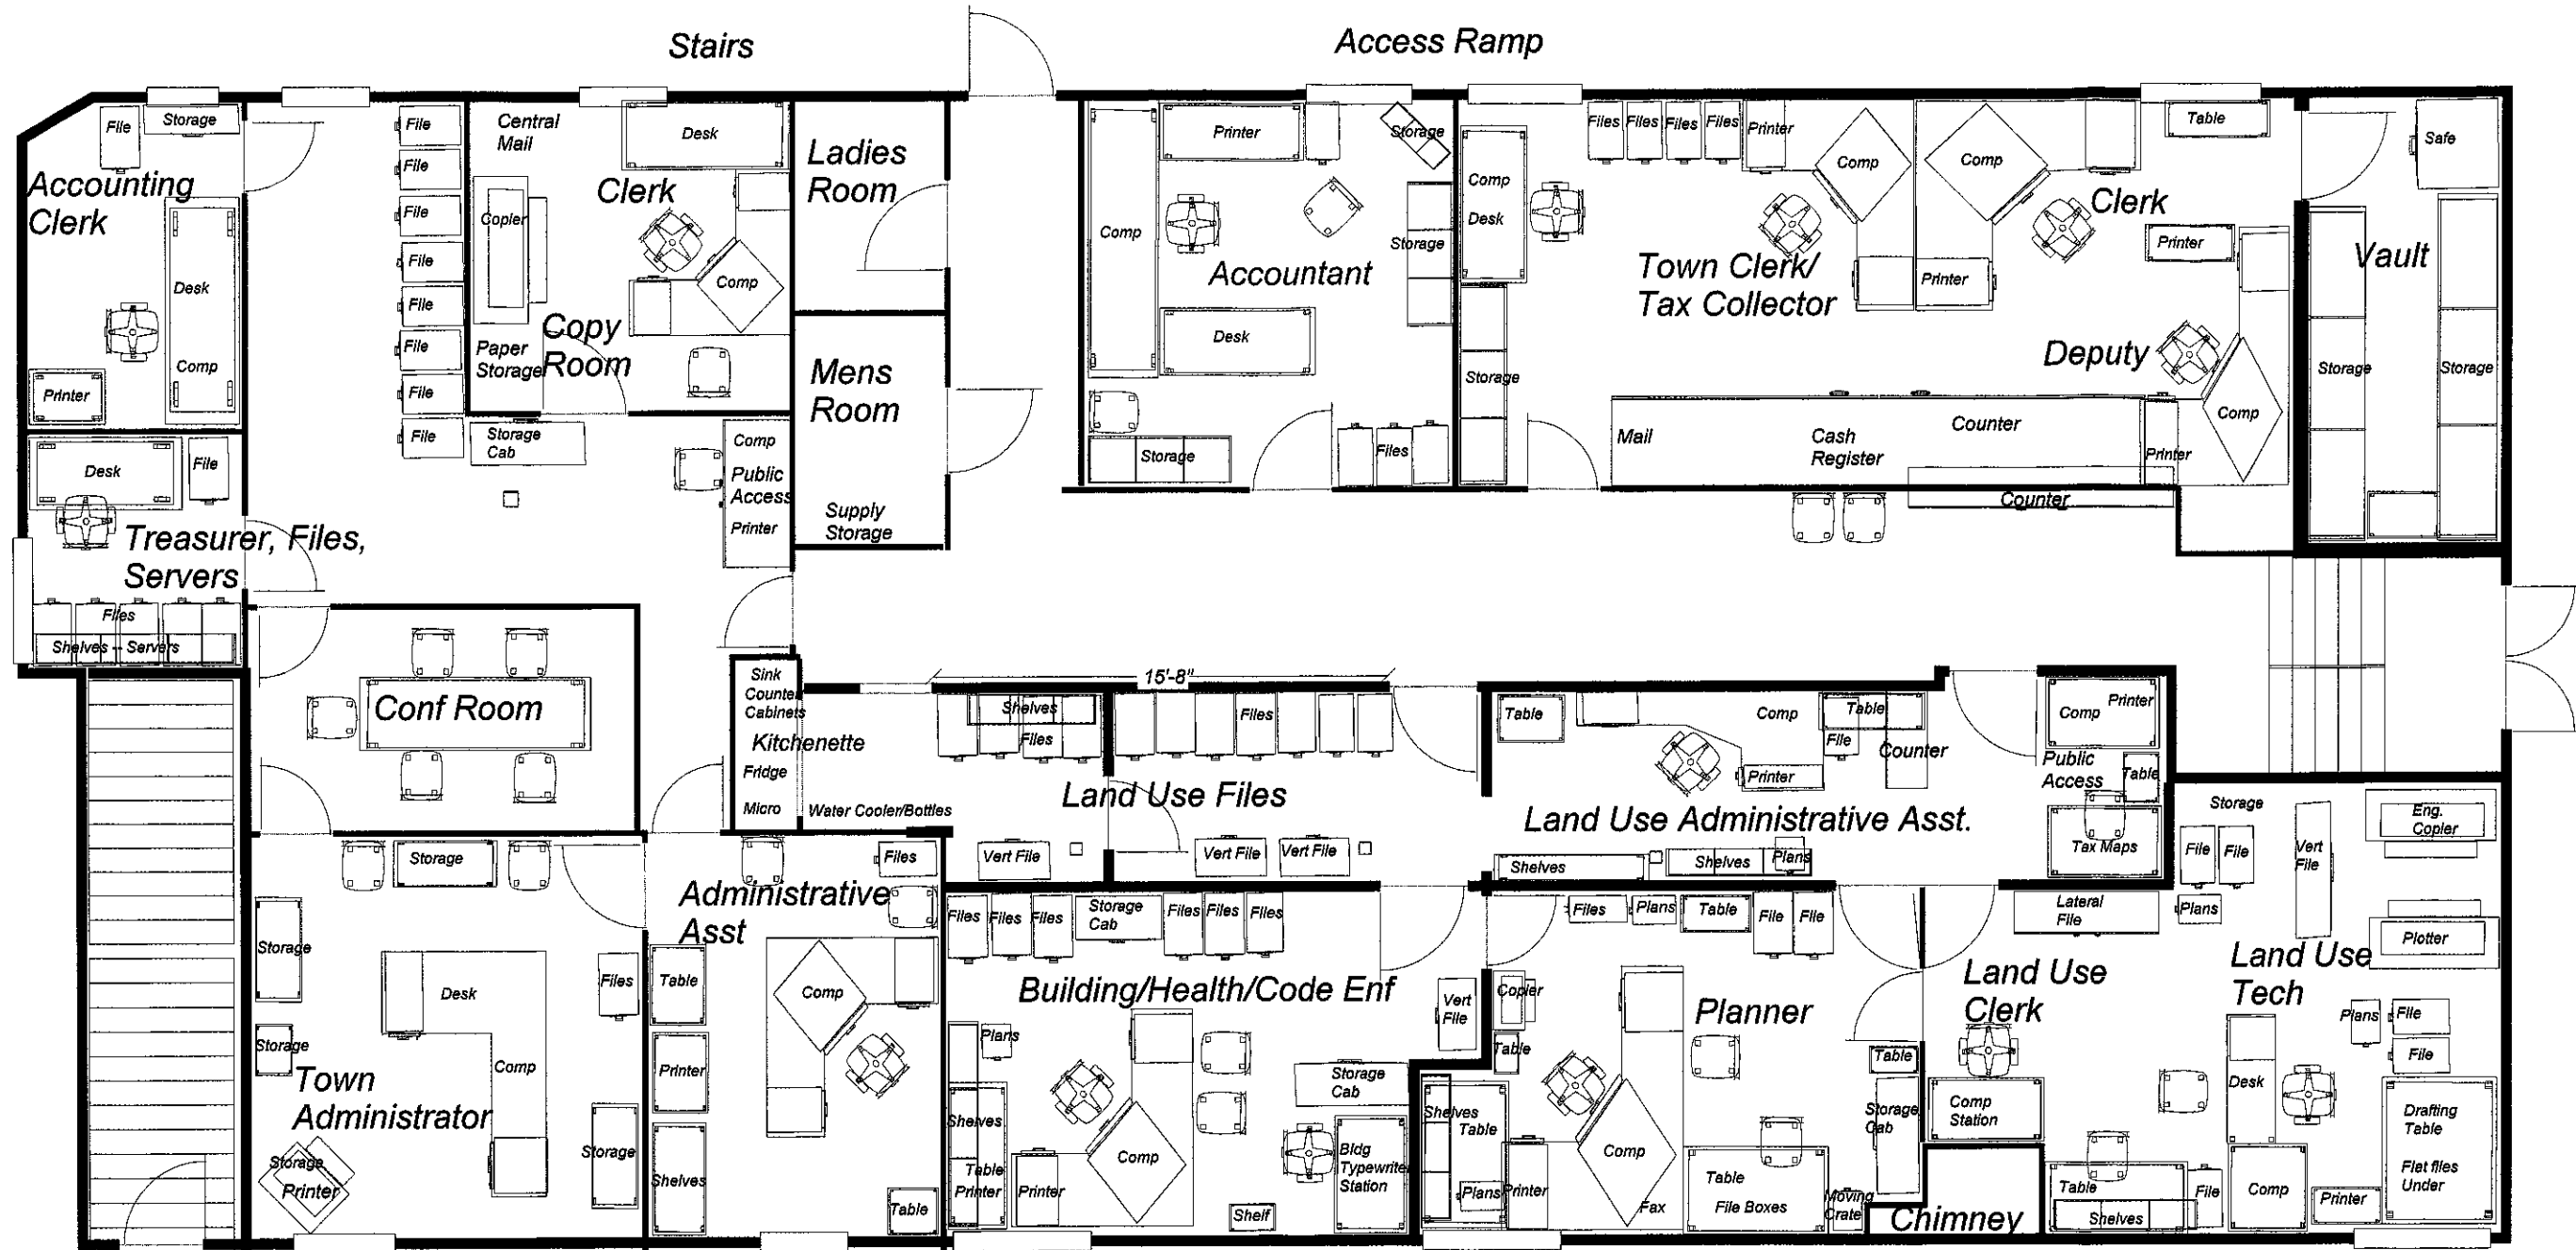 Stairs
Access Ramp
File
Storage
Accounting
Clerk
Desk
Comp
Printer
File
File
File
File
File
File
File
File
Central
Mail
Desk
Clerk
Copier
Comp
Copy
Room
Paper
Storage
Storage
Cab
Comp
Public
Access
Printer
Ladies
Room
Mens
Room
Supply
Storage
Printer
Storage
Comp
Storage
Accountant
Desk
Storage
Files
Comp
Desk
Storage
Files
Files
Files
Files
Printer
Comp
Comp
Table
Clerk
Town Clerk/
Tax Collector
Printer
Printer
Deputy
Comp
Mail
Cash
Register
Counter
Printer
Counter
Safe
Vault
Storage
Storage
Desk
File
Treasurer, Files,
Servers
Files
Shelves -- Servers
Conf Room
Sink
Counter
Cabinets
Kitchenette
Fridge
Micro
Water Cooler/Bottles
15'-8"
Shelves
Files
Files
Land Use Files
Vert File
Vert File
Vert File
Table
Comp
Table
File
Counter
Printer
Land Use Administrative Asst.
Shelves
Shelves
Plans
Comp
Printer
Public
Access
Table
Tax Maps
Storage
File
File
Vert
File
Eng.
Copier
Plans
Plotter
Lateral
File
Land Use
Clerk
Land Use
Tech
Plans
File
File
Desk
Comp
Station
Drafting
Table
Flat files
Under
Table
Shelves
File
Comp
Printer
Chimney
Storage
Storage
Desk
Files
Storage
Comp
Town
Administrator
Storage
Storage
Printer
Files
Administrative
Asst
Table
Comp
Printer
Shelves
Table
Files
Files
Files
Storage
Cab
Files
Files
Files
Building/Health/Code Enf
Vert
File
Plans
Storage
Cab
Shelves
Comp
Table
Printer
Printer
Bldg
Typewriter
Station
Shelf
Files
Plans
Table
File
File
Copier
Planner
Table
Table
Shelves
Table
Storage
Cab
Comp
Plans
Printer
Fax
Table
File Boxes
Moving
Crate